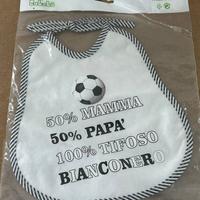 50% MAMMA
50% PAPA'
100% TIFOSO
BIANCONERO